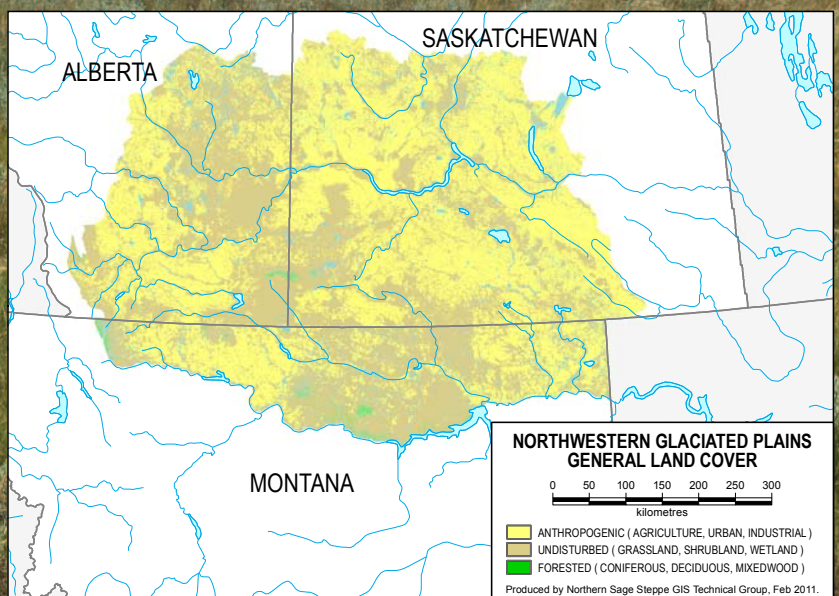 SASKATCHEWAN
ALBERTA
MONTANA
NORTHWESTERN GLACIATED PLAINS
GENERAL LAND COVER
0 50 100 150 200 250 300
kilometres
ANTHROPOGENIC ( AGRICULTURE, URBAN, INDUSTRIAL )
UNDISTURBED ( GRASSLAND, SHRUBLAND, WETLAND )
FORESTED ( CONIFEROUS, DECIDUOUS, MIXEDWOOD )
Produced by Northern Sage Steppe GIS Technical Group, Feb 2011.